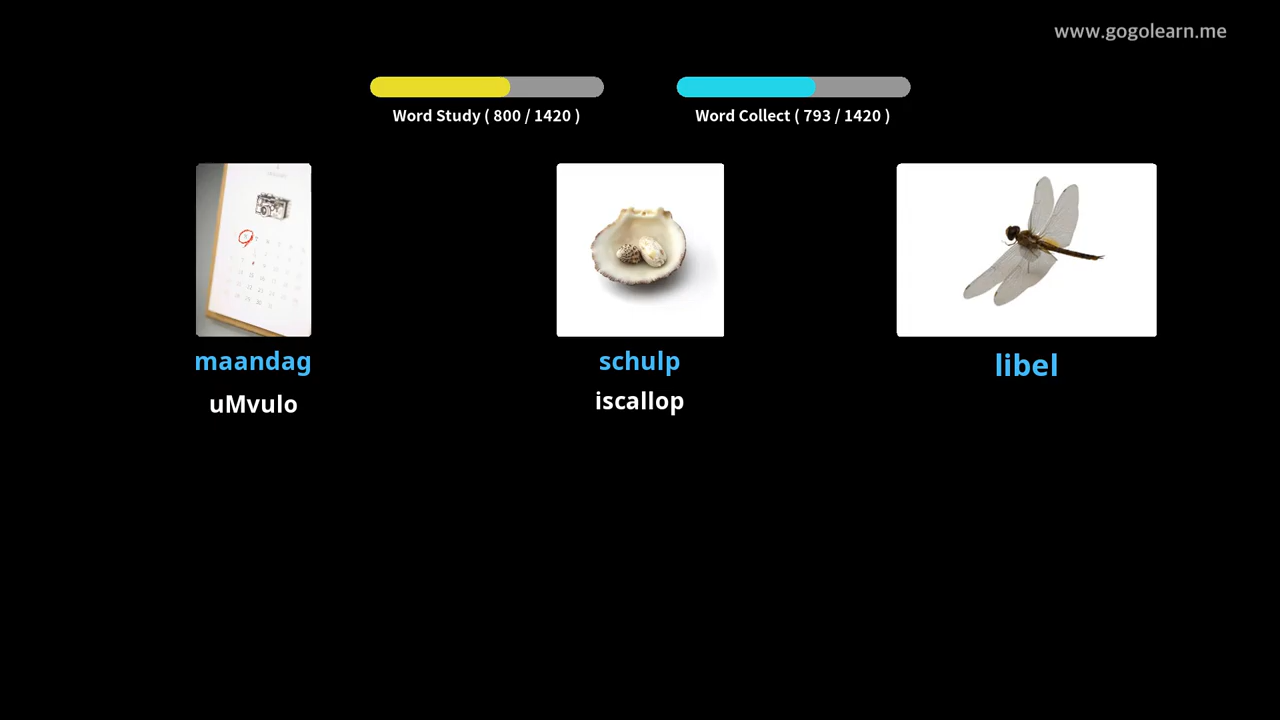 www.gogolearn.me
Word Study ( 800 / 1420 )
Word Collect ( 793 / 1420 )
maandag
schulp
libel
uMvulo
iscallop